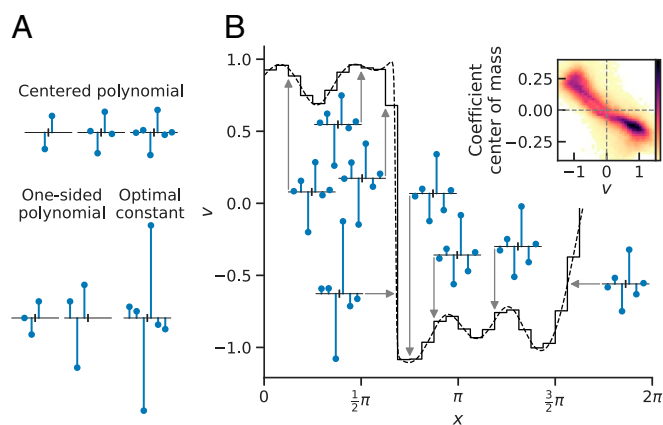 A
Centered polynomial
One-sided
polynomial
Optimal
constant
B
1.0
0.5
0.0
−0.5
−1.0
v
0
½π
π
3/2π
2π
x
Coefficient
center of mass
0.25
0.00
−0.25
−1
0
1
v